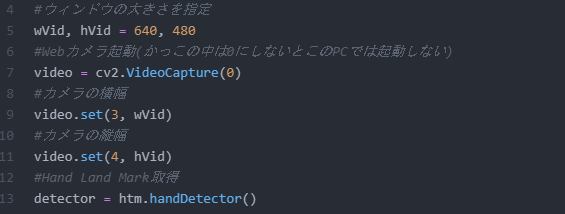 4 #ウィンドウの大きさを指定
5 wVid, hVid = 640, 480
6 #Webカメラ起動(かっこの中は0にしないとこのPCでは起動しない)
7 video = cv2.VideoCapture(0)
8 #カメラの横幅
9 video.set(3, wVid)
10 #カメラの縦幅
11 video.set(4, hVid)
12 #Hand Land Mark取得
13 detector = htm.handDetector()